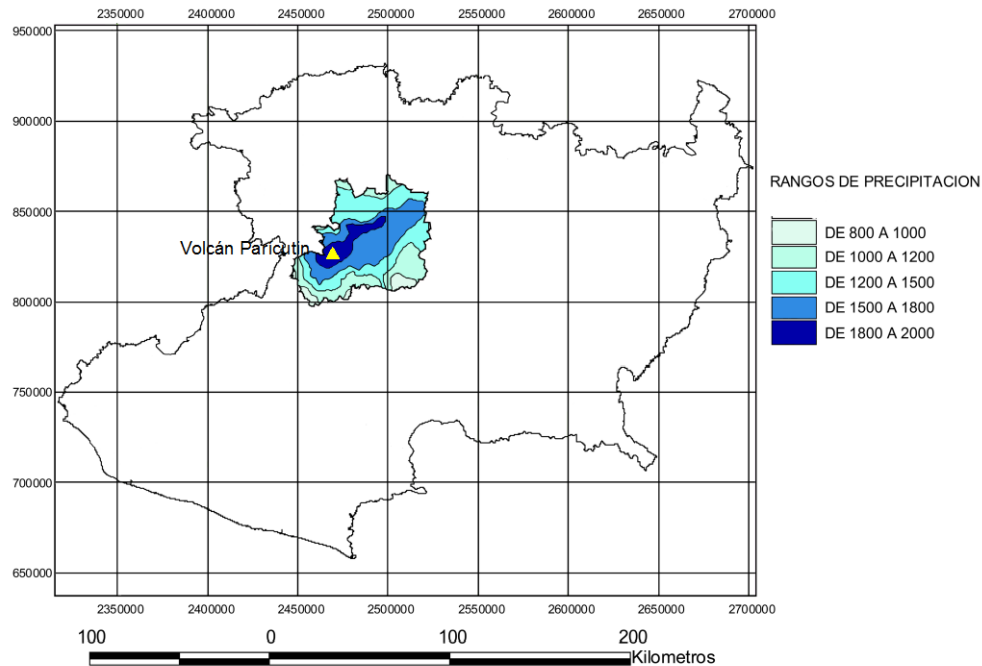 2350000 2400000 2450000 2500000 2550000 2600000 2650000 2700000
950000
900000
850000
800000
750000
700000
650000
Volcán Paricutin
RANGOS DE PRECIPITACION
DE 800 A 1000
DE 1000 A 1200
DE 1200 A 1500
DE 1500 A 1800
DE 1800 A 2000
2350000 2400000 2450000 2500000 2550000 2600000 2650000 2700000
100 0 100 200
Kilometros